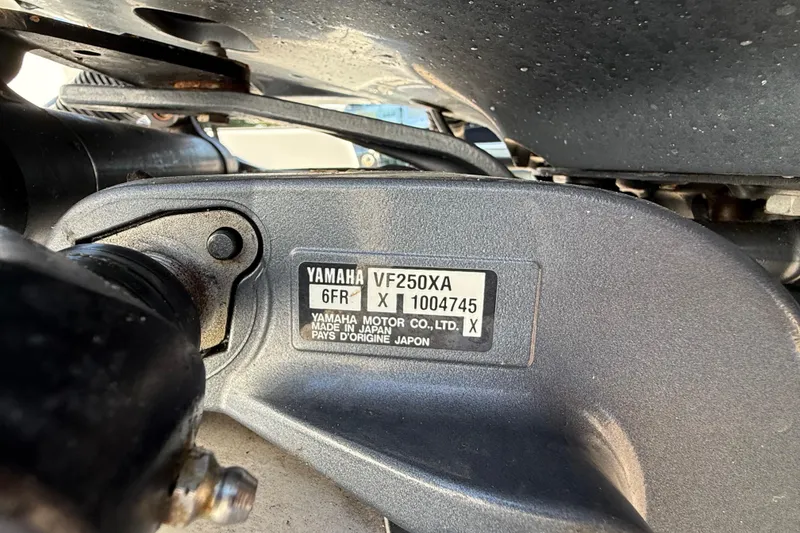 YAMAHA VF250XA
6FR X 1004745
YAMAHA MOTOR CO., LTD. X
MADE IN JAPAN
PAYS D'ORIGINE JAPON